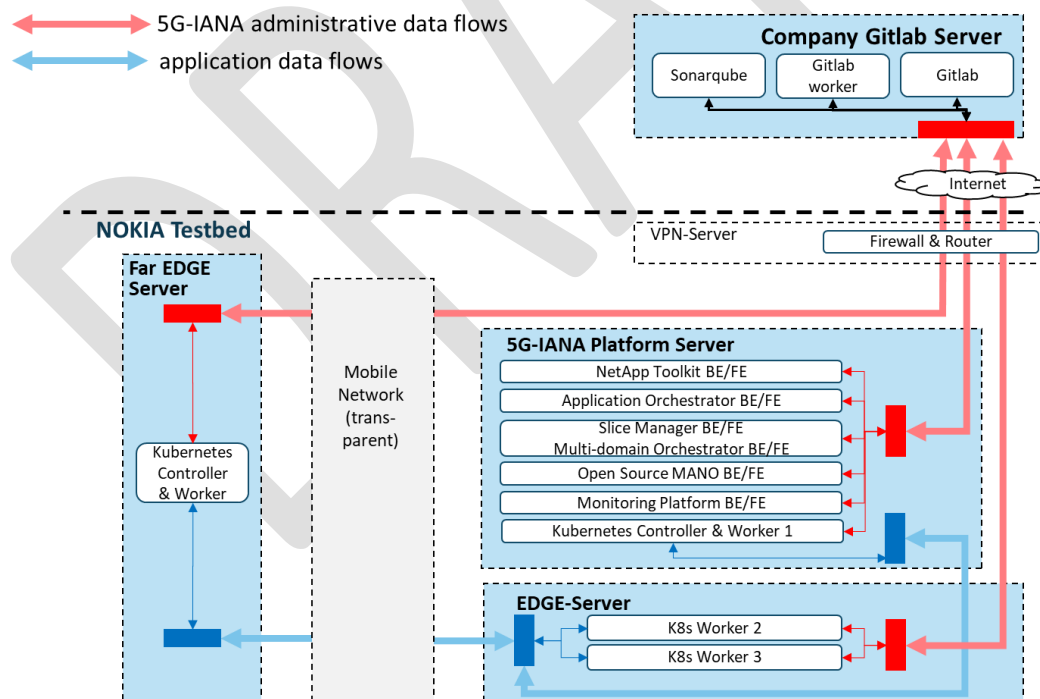 5G-IANA administrative data flows
application data flows
Company Gitlab Server
Sonarqube
Gitlab
worker
Gitlab
Internet
NOKIA Testbed
VPN-Server
Firewall & Router
Far EDGE
Server
5G-IANA Platform Server
NetApp Toolkit BE/FE
Application Orchestrator BE/FE
Slice Manager BE/FE
Multi-domain Orchestrator BE/FE
Open Source MANO BE/FE
Monitoring Platform BE/FE
Kubernetes Controller & Worker 1
Mobile
Network
(trans-
parent)
Kubernetes
Controller
& Worker
EDGE-Server
K8s Worker 2
K8s Worker 3
DRA